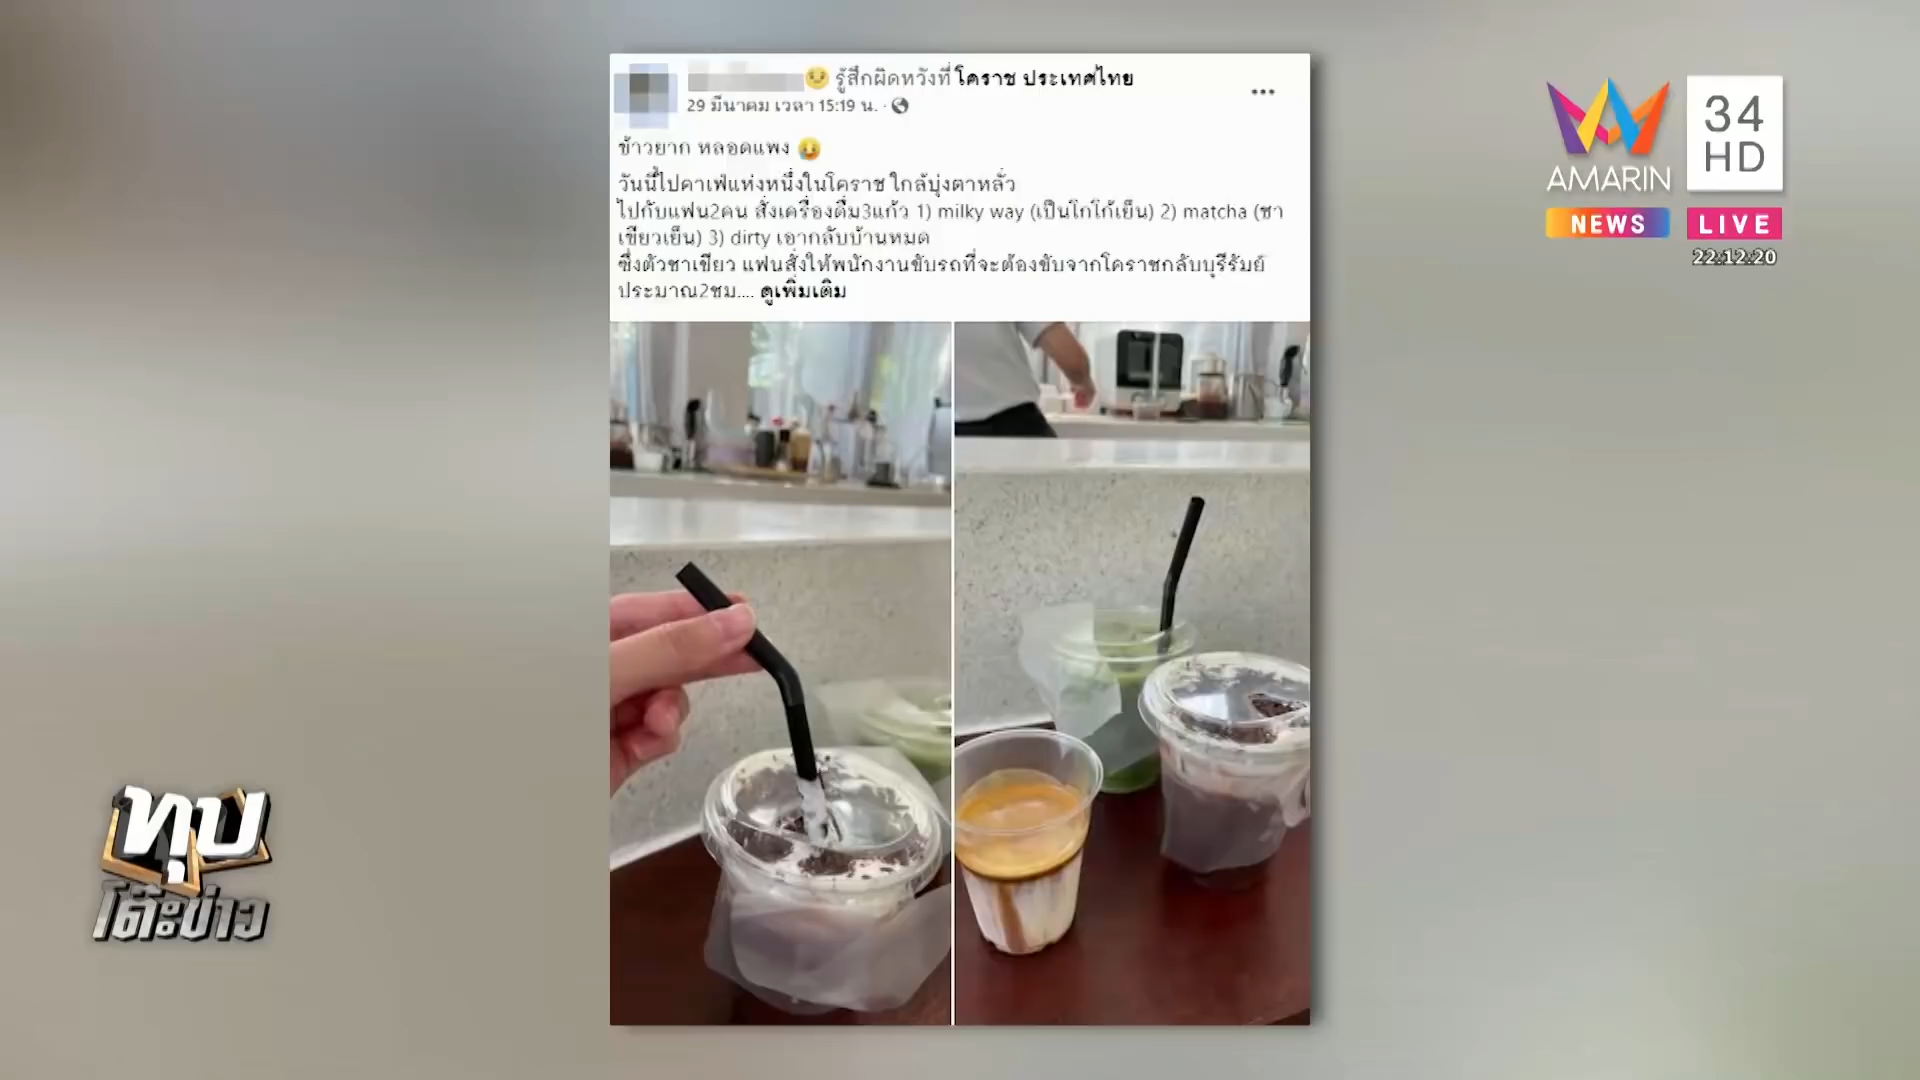 รู้สึกผิดหวังที่ โคราช ประเทศไทย
29 มีนาคม เวลา 15:19 น. ·
ข้าวยาก หลอดแพง
วันนี้ไปคาเฟ่แห่งหนึ่งในโคราช ใกล้บุ่งตาหลั่ว
ไปกับแฟน2คน สั่งเครื่องดื่ม3แก้ว 1) milky way (เป็นโกโก้เย็น) 2) matcha (ชา
เขียวเย็น) 3) dirty เอากลับบ้านหมด
ซึ่งตัวชาเขียว แฟนสั่งให้พนักงานขับรถที่จะต้องขับจากโคราชกลับบุรีรัมย์
ประมาณ2ชม.... ดูเพิ่มเติม
AMARIN
34
HD
NEWS
LIVE
22:12:20
ทุบ
โต๊ะข่าว